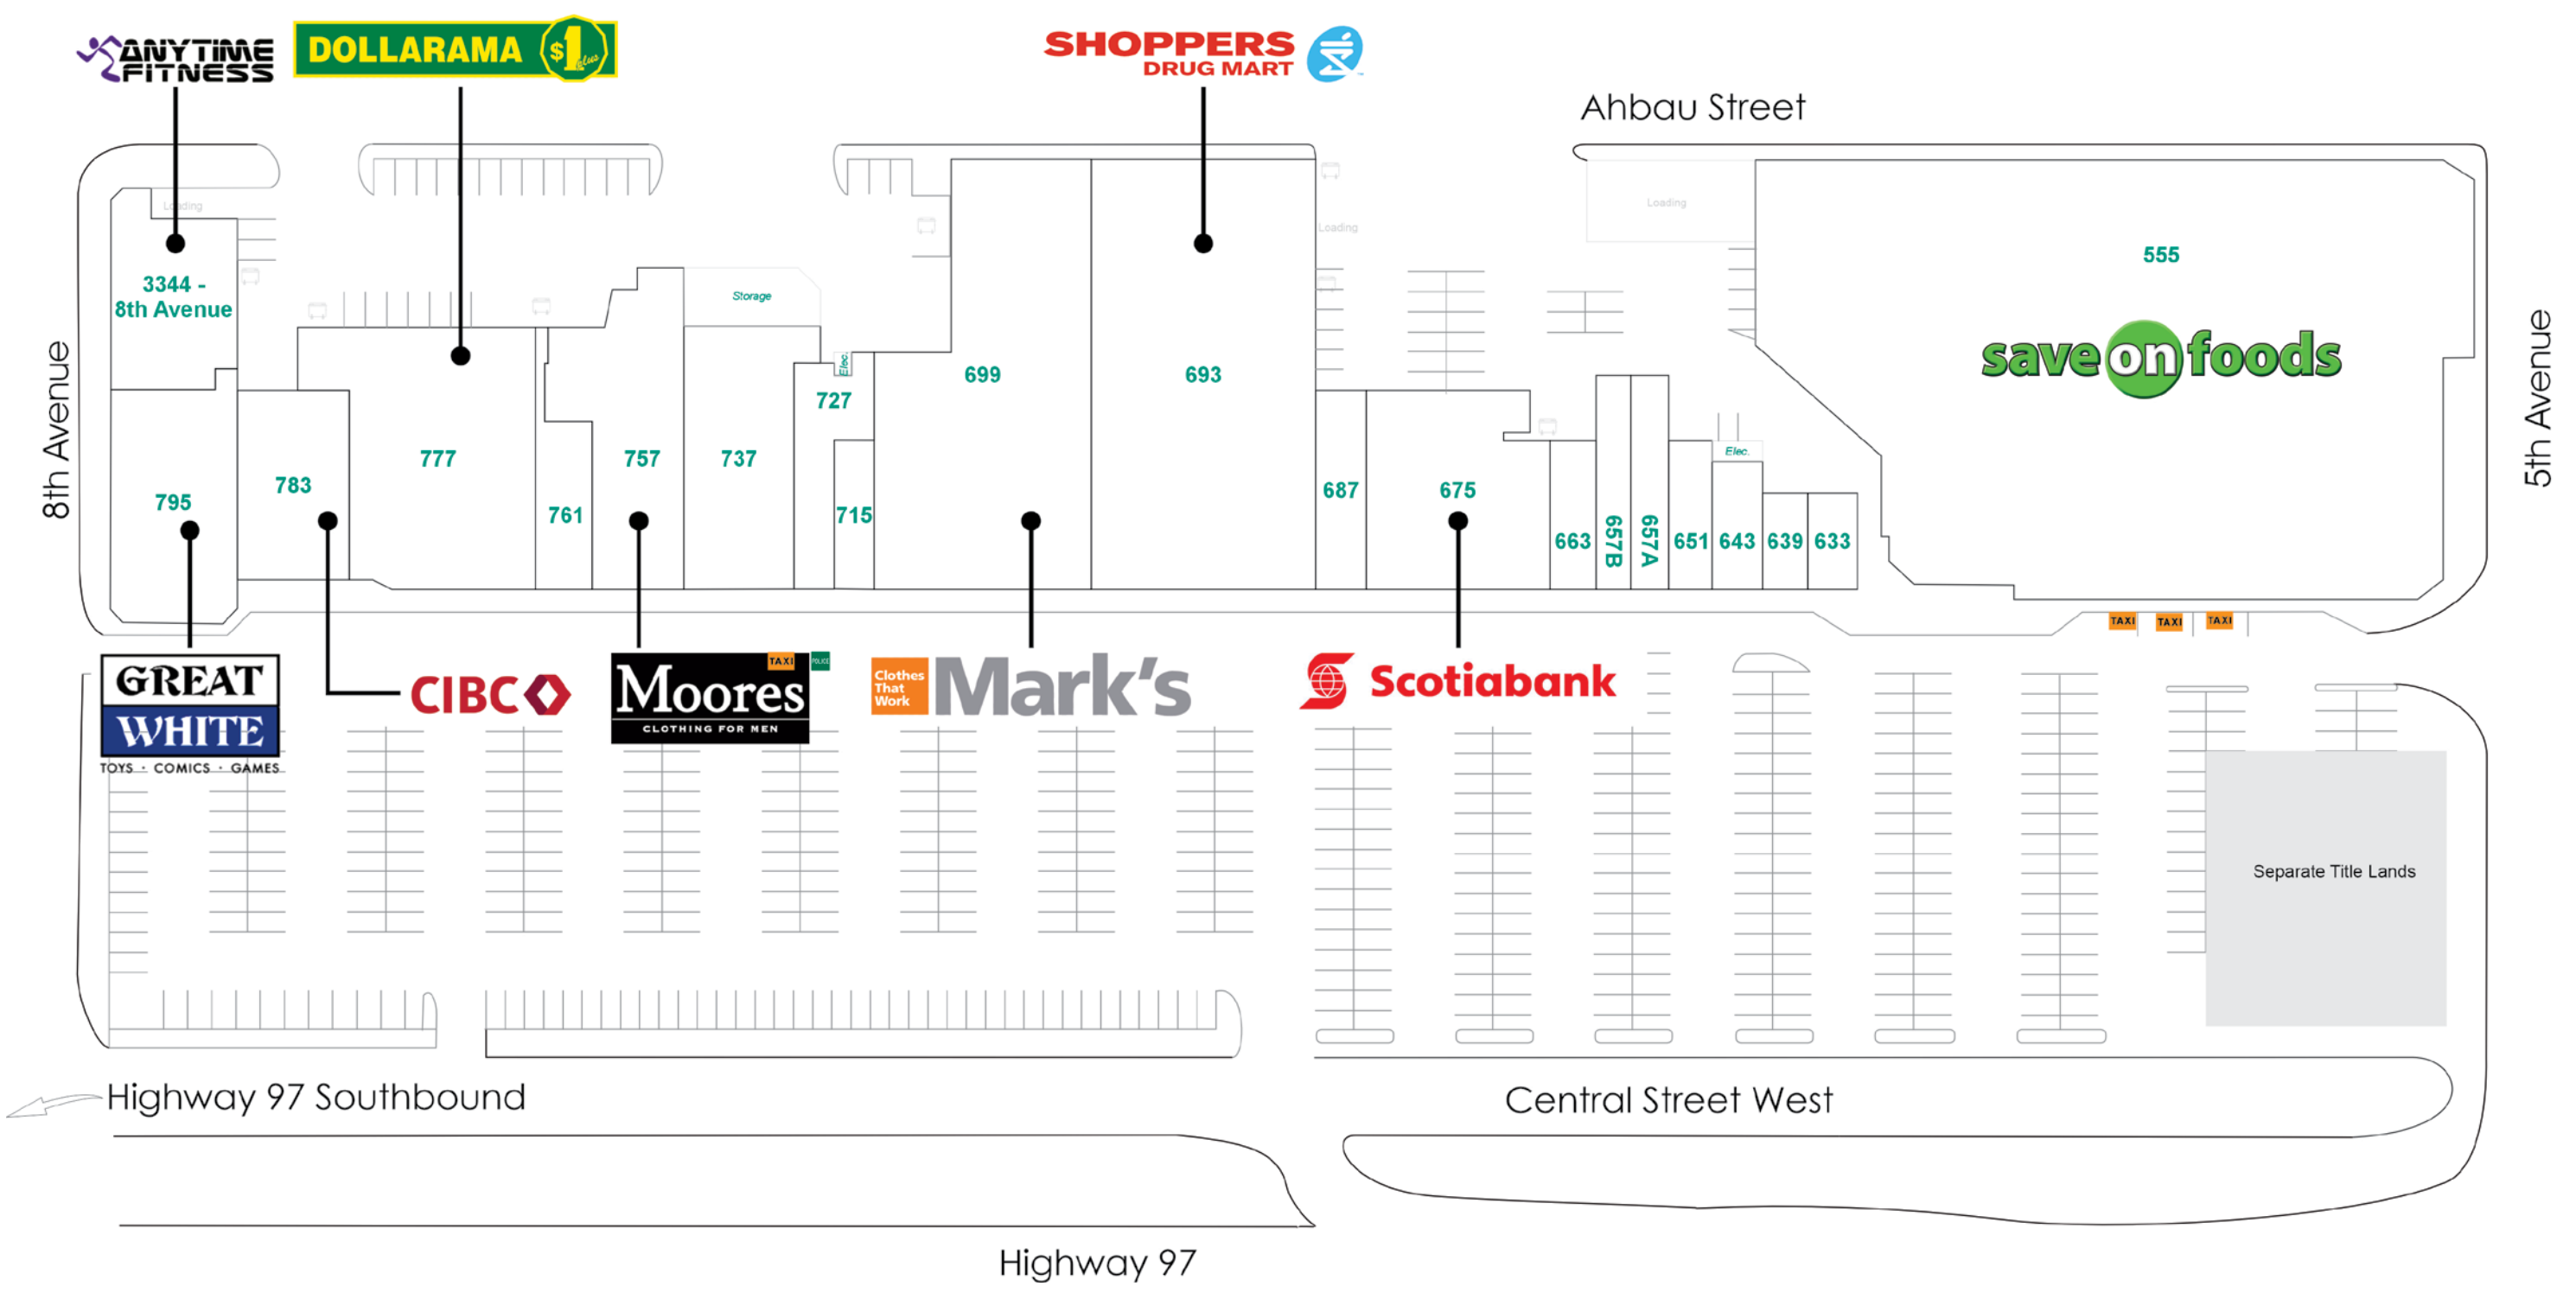 ANYTIME
FITNESS
DOLLARAMA $1 plus
SHOPPERS
DRUG MART
Ahbau Street
Loading
Loading
Loading
3344 -
8th Avenue
555
Storage
save on foods
8th Avenue
5th Avenue
Elec.
699
693
727
777
757
737
Elec.
783
795
687
675
761
715
663
657B
657A
651
643
639
633
TAXI
TAXI
TAXI
GREAT
WHITE
TOYS · COMICS · GAMES
CIBC
TAXI
POLICE
Moores
CLOTHING FOR MEN
Clothes
That
Work
Mark's
Scotiabank
Separate Title Lands
Highway 97 Southbound
Central Street West
Highway 97